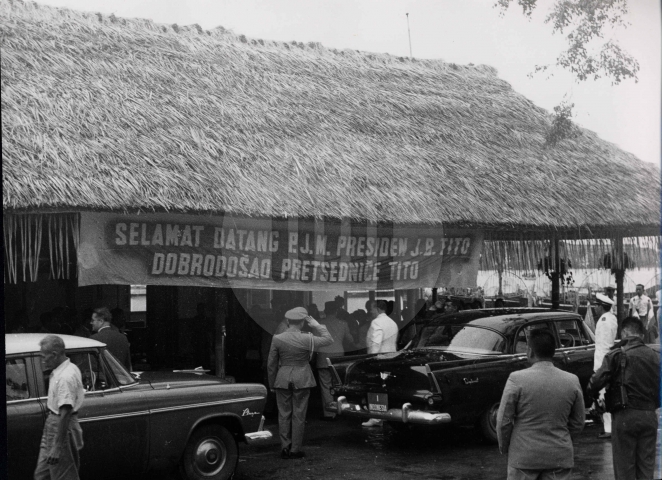 SELAMAT DATANG P.J.M. PRESIDEN J.B. TITO
DOBRODOŠAO PRETSEDNIČE TITO